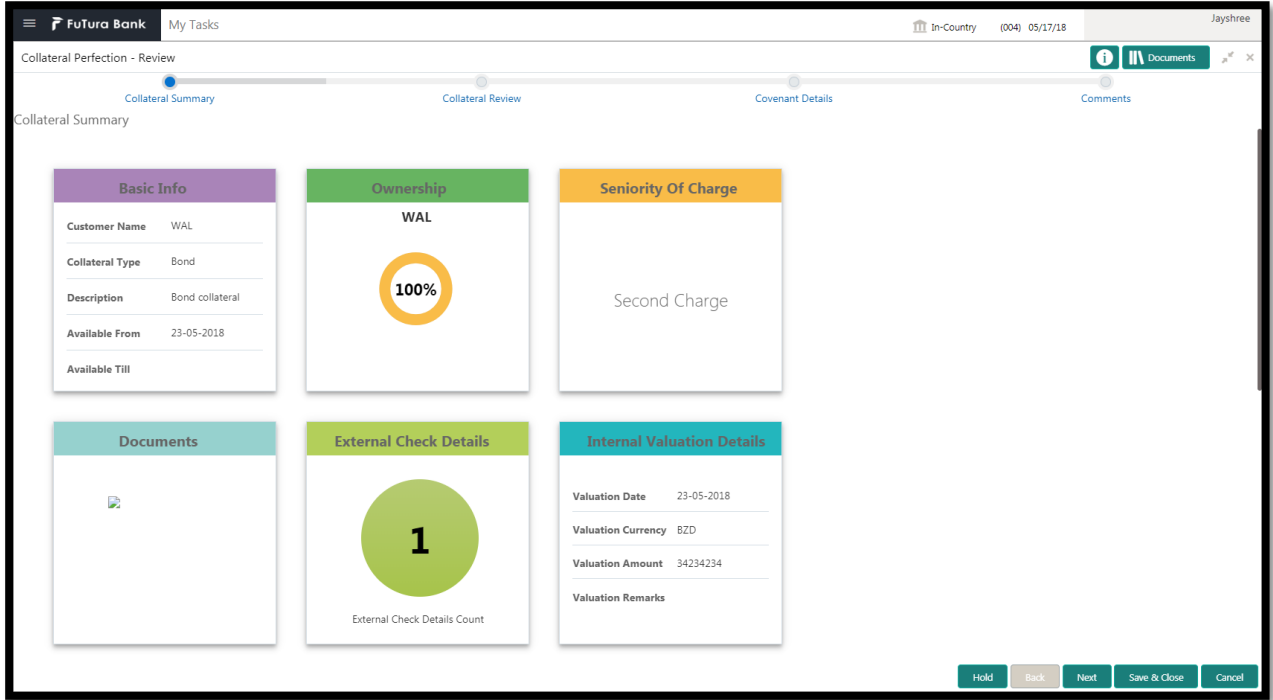 FuTura Bank My Tasks In-Country (004) 05/17/18 Jayshree
Collateral Perfection - Review Documents
Collateral Summary Collateral Review Covenant Details Comments
Collateral Summary
Basic Info
Customer Name WAL
Collateral Type Bond
Description Bond collateral
Available From 23-05-2018
Available Till
Ownership
WAL
100%
Seniority Of Charge
Second Charge
Documents
External Check Details
1
External Check Details Count
Internal Valuation Details
Valuation Date 23-05-2018
Valuation Currency BZD
Valuation Amount 34234234
Valuation Remarks
Hold Back Next Save & Close Cancel